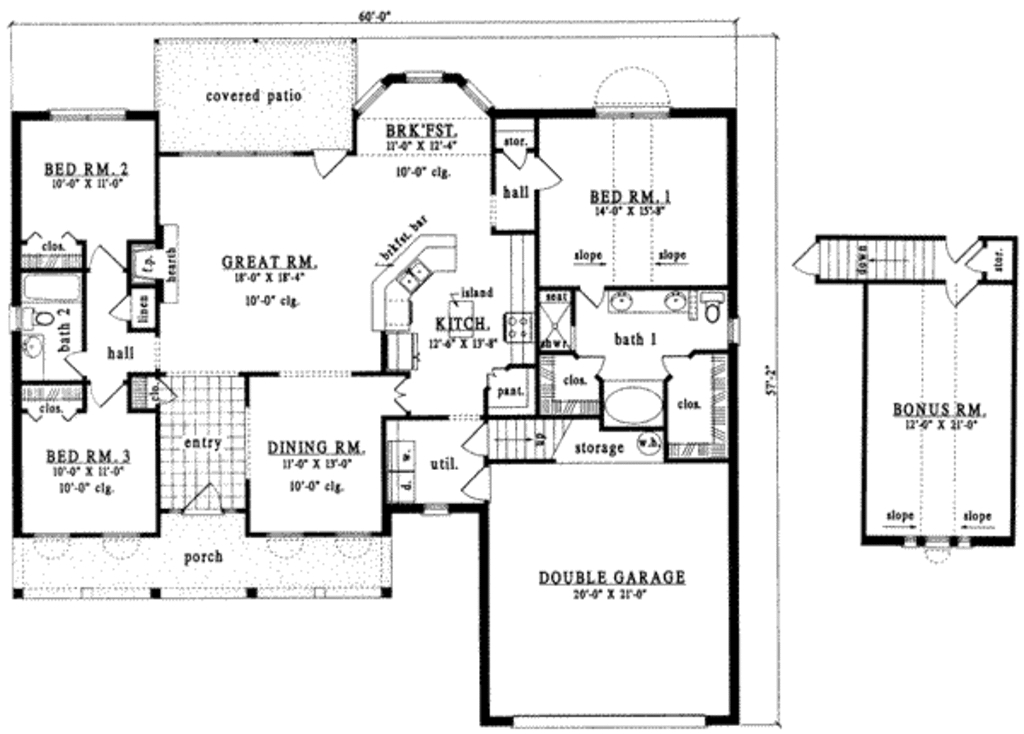 60'-0"
covered patio
BRK'FST.
11'-0" X 12'-4"
10'-0" clg.
stor.
hall
BED RM. 2
10'-0" X 11'-0"
BED RM. 1
14'-0" X 15'-8"
slope
slope
clos.
f.p.
hearth
GREAT RM.
18'-0" X 18'-4"
10'-0" clg.
brkfst. bar
island
KITCH.
12'-6" X 13'-8"
linen
bath 2
hall
seat
shwr.
bath 1
clos.
clos.
pant.
clos.
clo.
57'-2"
BED RM. 3
10'-0" X 11'-0"
10'-0" clg.
entry
DINING RM.
11'-0" X 13'-0"
10'-0" clg.
w.
d.
util.
up
storage
w.h.
porch
DOUBLE GARAGE
20'-0" X 21'-0"
down
stor.
BONUS RM.
12'-0" X 21'-0"
slope
slope